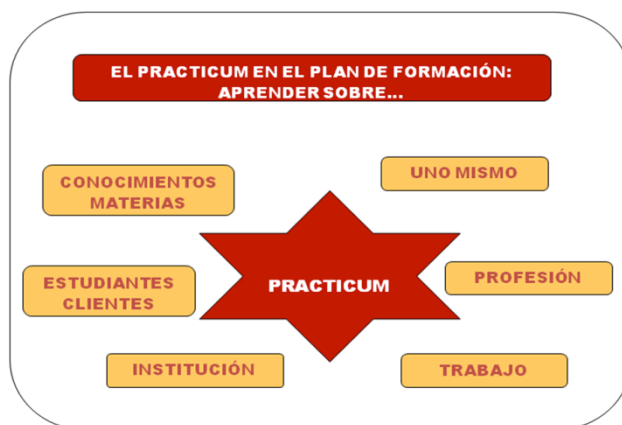 EL PRACTICUM EN EL PLAN DE FORMACIÓN:
APRENDER SOBRE...
CONOCIMIENTOS
MATERIAS
UNO MISMO
ESTUDIANTES
CLIENTES
PRACTICUM
PROFESIÓN
INSTITUCIÓN
TRABAJO